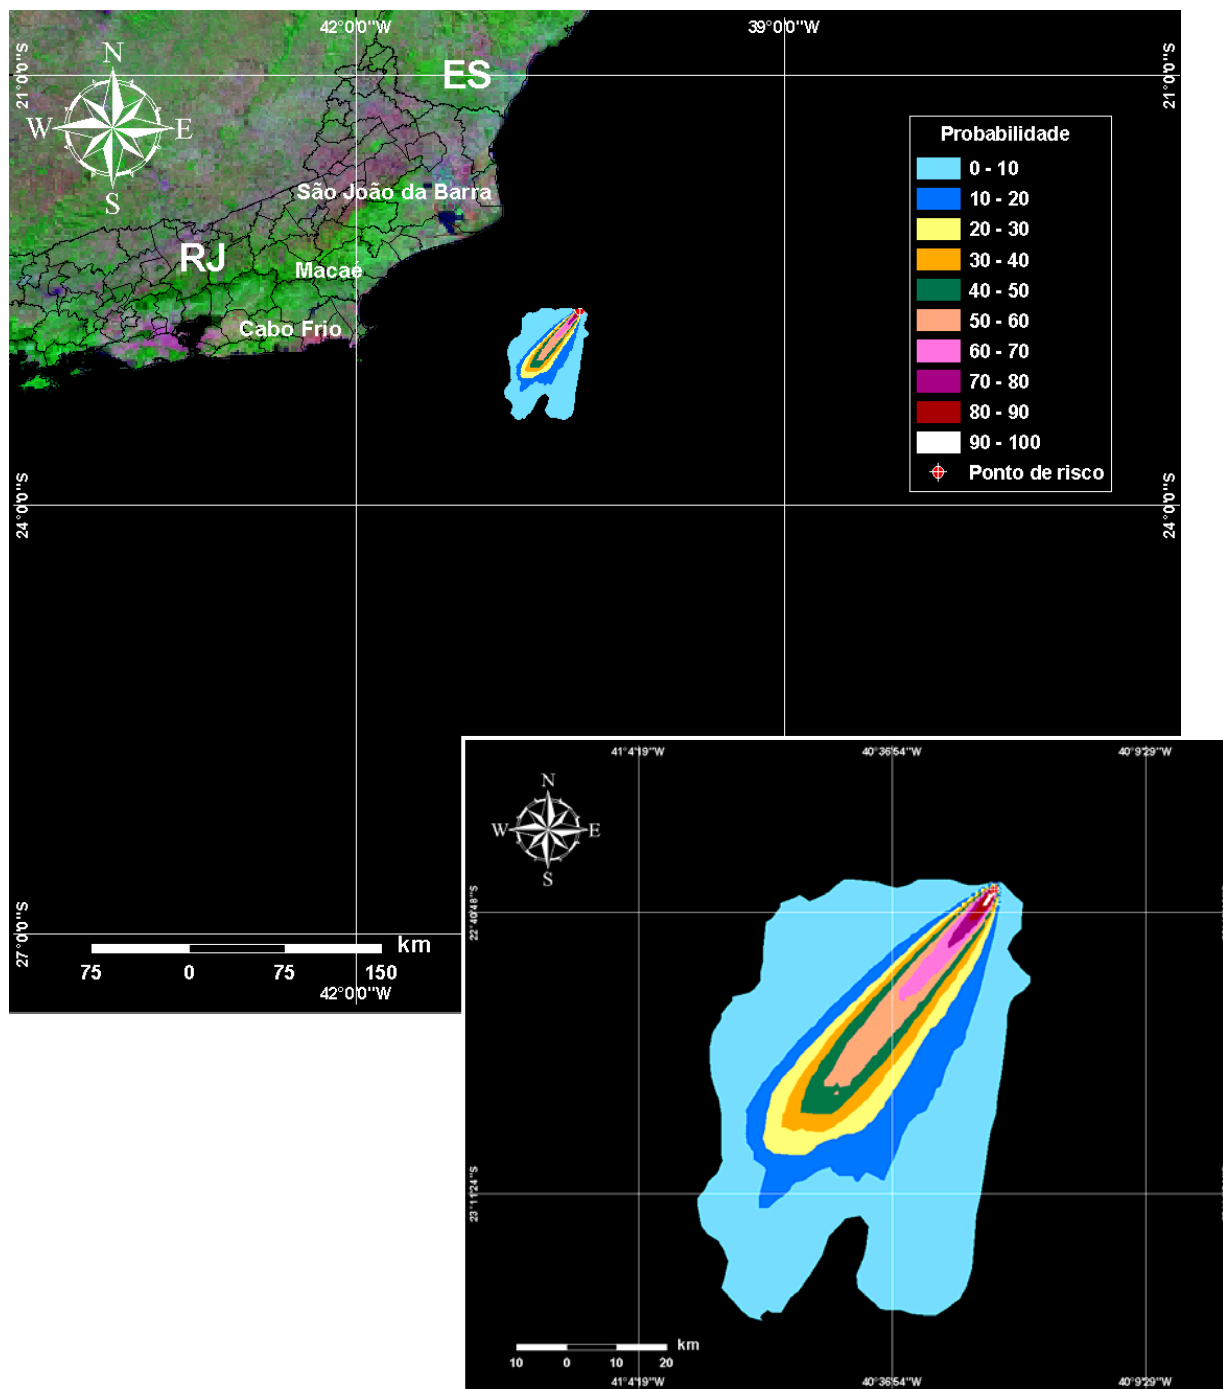 42°0'0"W
39°0'0"W
21°0'0"S
21°0'0"S
N
W
E
S
ES
São João da Barra
RJ
Macaé
Cabo Frio
Probabilidade
0 - 10
10 - 20
20 - 30
30 - 40
40 - 50
50 - 60
60 - 70
70 - 80
80 - 90
90 - 100
Ponto de risco
24°0'0"S
24°0'0"S
27°0'0"S
km
75 0 75 150
42°0'0"W
41°4'19"W
40°36'54"W
40°9'29"W
N
W
E
S
22°40'48"S
23°11'24"S
km
10 0 10 20
41°4'19"W
40°36'54"W
40°9'29"W